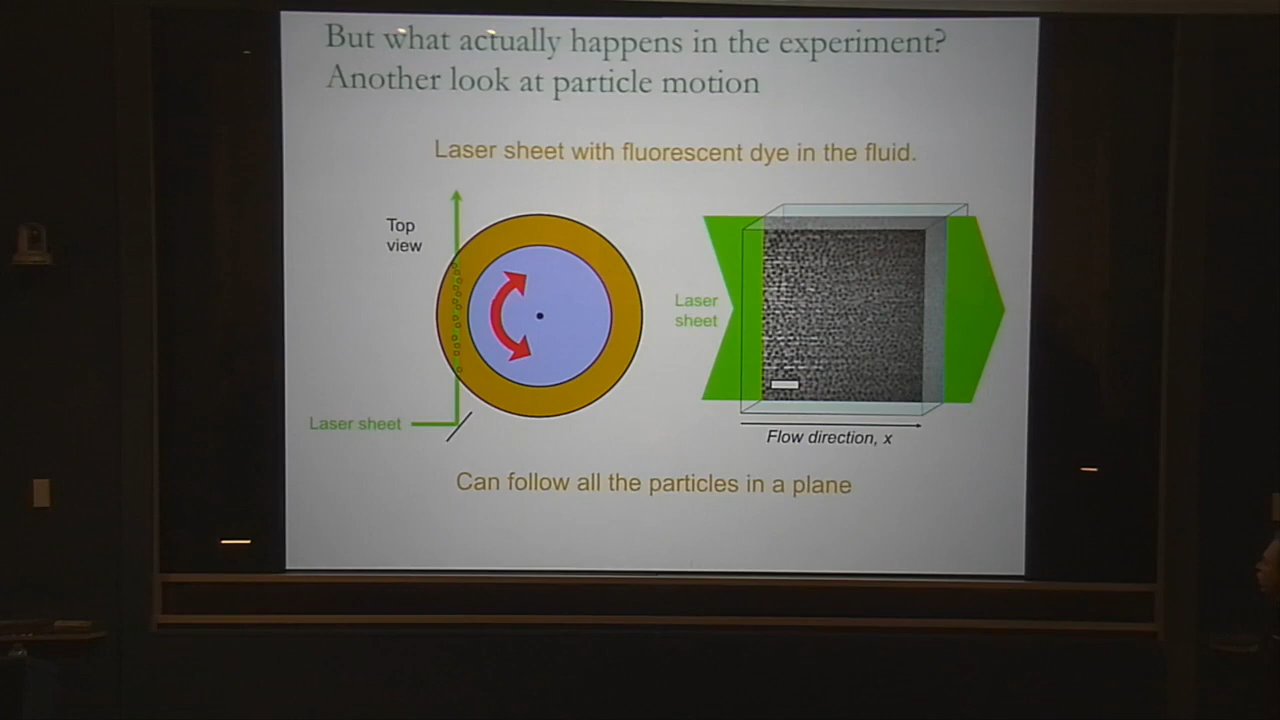 But what actually happens in the experiment?
Another look at particle motion
Laser sheet with fluorescent dye in the fluid.
Top
view
Laser
sheet
Laser sheet
Flow direction, x
Can follow all the particles in a plane